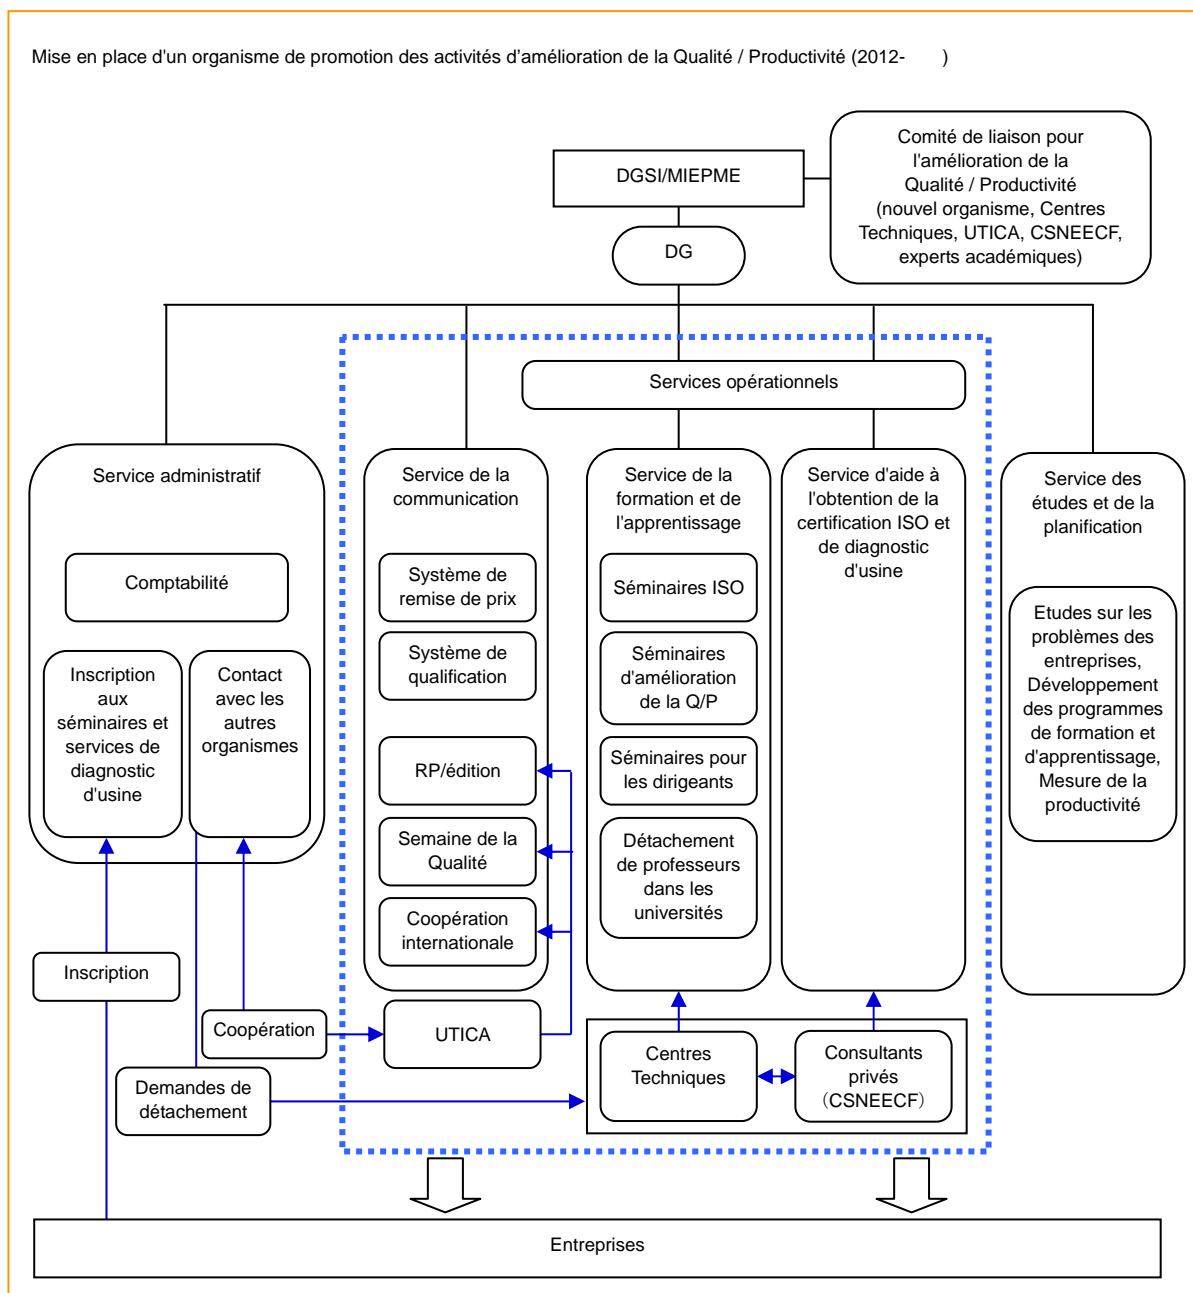 Mise en place d'un organisme de promotion des activités d'amélioration de la Qualité / Productivité (2012-      )
Comité de liaison pour
l'amélioration de la
Qualité / Productivité
(nouvel organisme, Centres
Techniques, UTICA, CSNEECF,
experts académiques)
DGSI/MIEPME
DG
Services opérationnels
Service administratif
Comptabilité
Inscription
aux
séminaires et
services de
diagnostic
d'usine
Contact
avec les
autres
organismes
Service de la
communication
Système de
remise de prix
Système de
qualification
RP/édition
Semaine de la
Qualité
Coopération
internationale
Service de la
formation et de
l'apprentissage
Séminaires ISO
Séminaires
d'amélioration
de la Q/P
Séminaires pour
les dirigeants
Détachement
de professeurs
dans les
universités
Service d'aide à
l'obtention de la
certification ISO et
de diagnostic
d'usine
Service des
études et de la
planification
Etudes sur les
problèmes des
entreprises,
Développement
des programmes
de formation et
d'apprentissage,
Mesure de la
productivité
Inscription
Coopération
UTICA
Demandes de
détachement
Centres
Techniques
Consultants
privés
（CSNEECF）
Entreprises